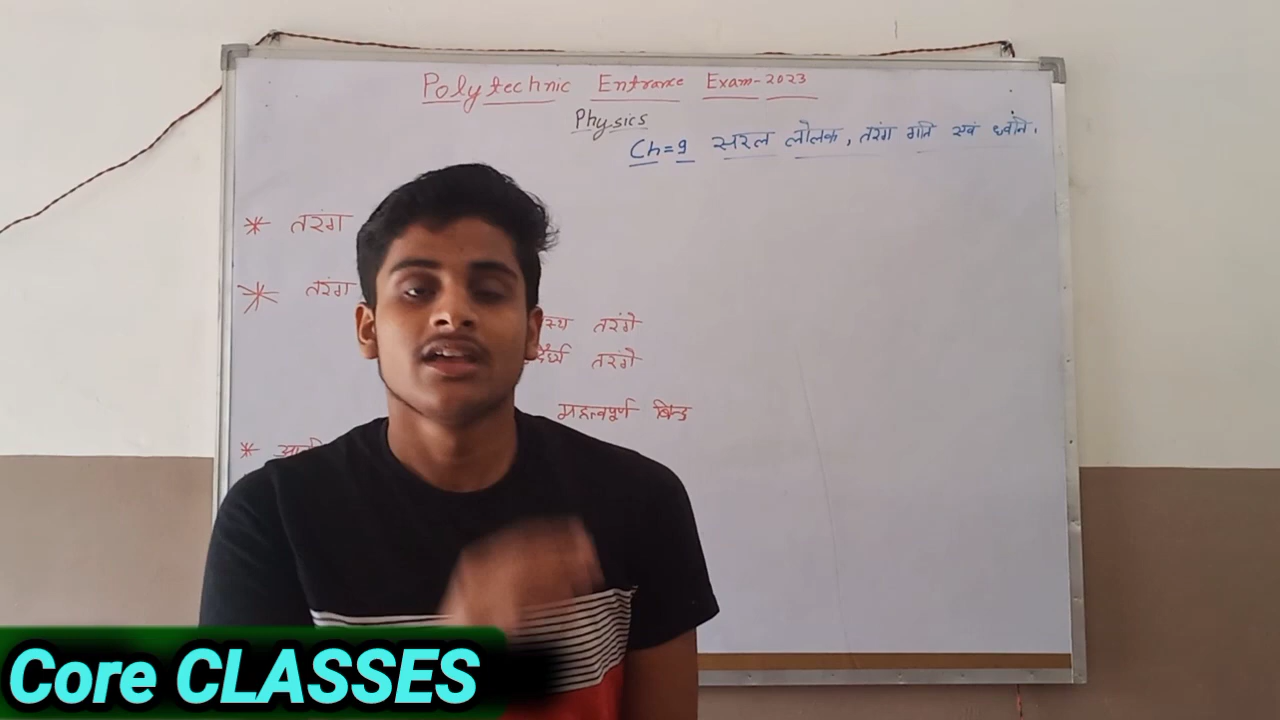 Polytechnic Entrance Exam-2023
Physics
Ch=9 सरल लोलक, तरंग गति एवं ध्वनि।
* तरंग
* तरंग
स्थ तरंगे
तरंगे
महत्वपूर्ण बिन्दु
*
Core CLASSES